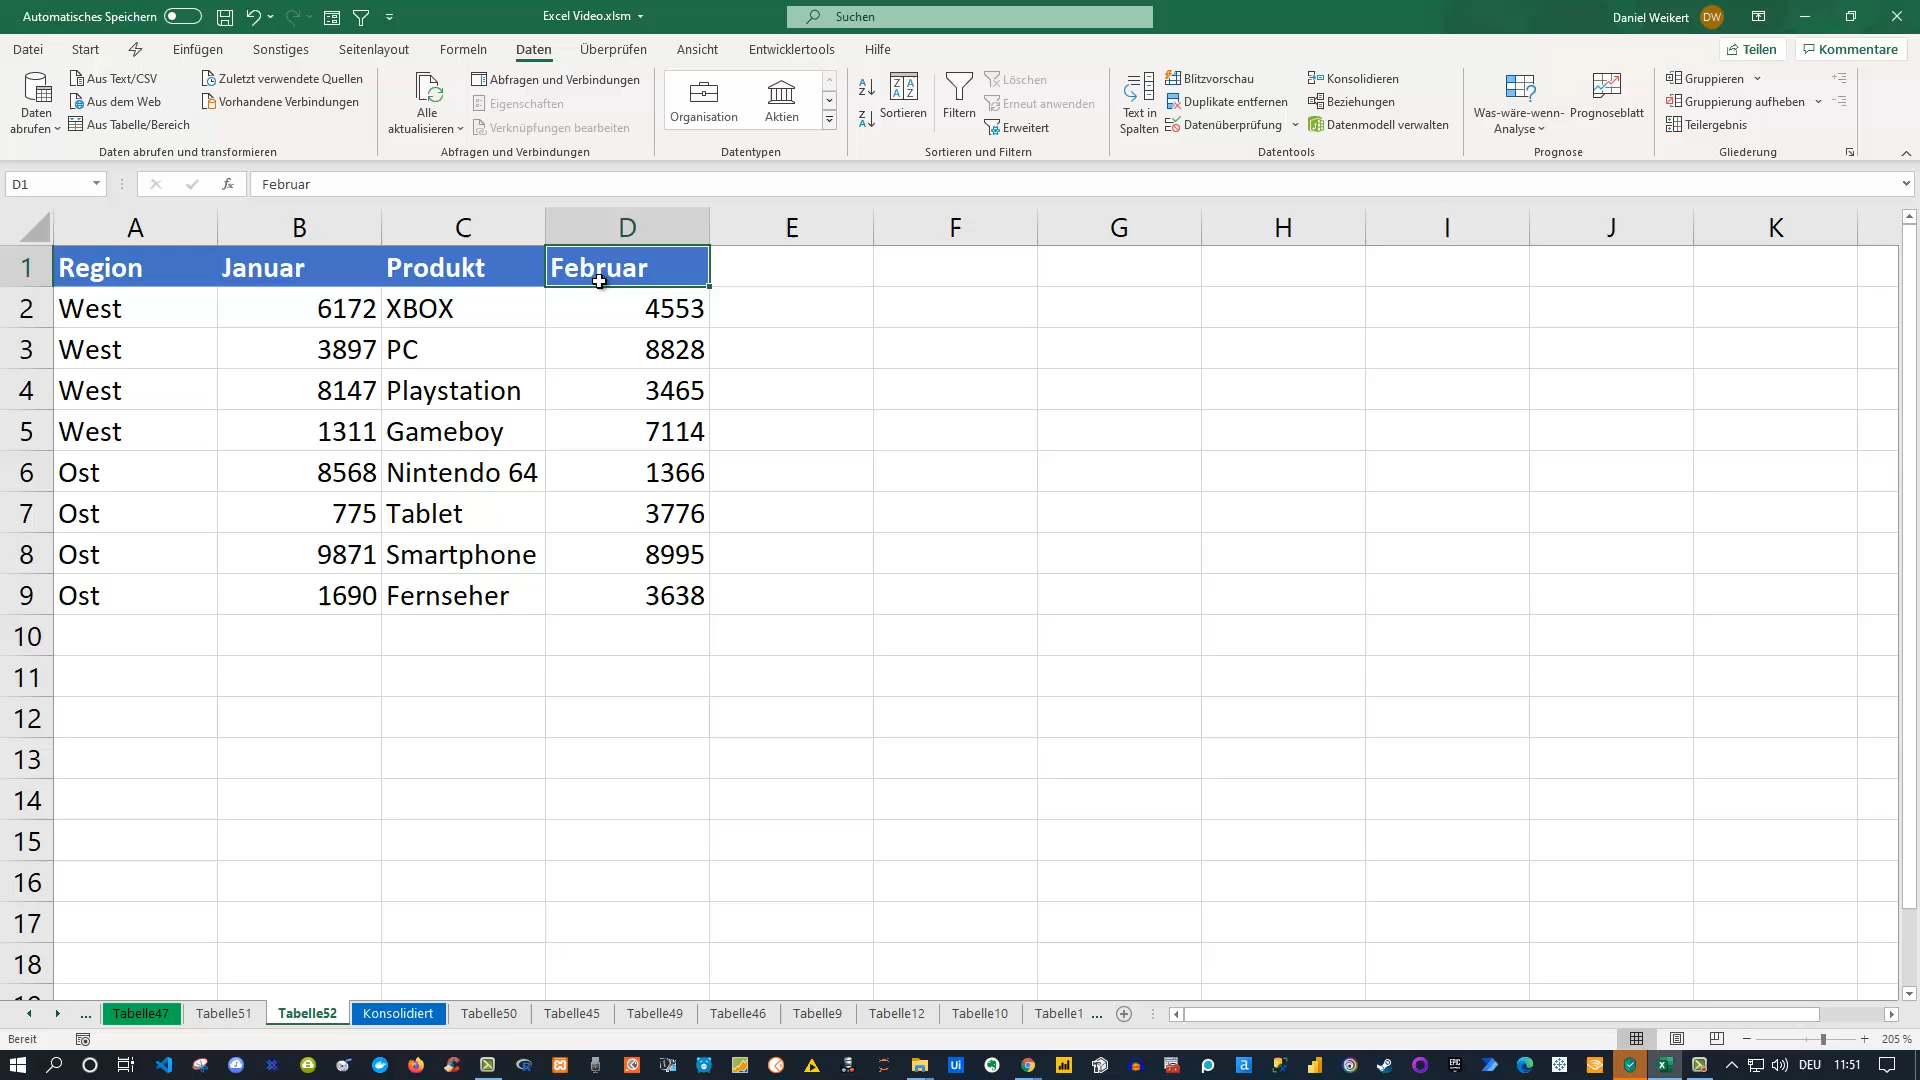 Automatisches Speichern
Excel Video.xlsm
Suchen
Daniel Weikert
DW
Datei Start Einfügen Sonstiges Seitenlayout Formeln Daten Überprüfen Ansicht Entwicklertools Hilfe
Teilen
Kommentare
Daten abrufen
Aus Text/CSV
Aus dem Web
Aus Tabelle/Bereich
Zuletzt verwendete Quellen
Vorhandene Verbindungen
Daten abrufen und transformieren
Alle aktualisieren
Abfragen und Verbindungen
Eigenschaften
Verknüpfungen bearbeiten
Abfragen und Verbindungen
Organisation
Aktien
Datentypen
Sortieren
Filtern
Löschen
Erneut anwenden
Erweitert
Sortieren und Filtern
Text in Spalten
Blitzvorschau
Duplikate entfernen
Datenüberprüfung
Konsolidieren
Beziehungen
Datenmodell verwalten
Datentools
Was-wäre-wenn-Analyse
Prognoseblatt
Prognose
Gruppieren
Gruppierung aufheben
Teilergebnis
Gliederung
D1
fx
Februar
A B C D E F G H I J K
1 Region Januar Produkt Februar
2 West 6172 XBOX 4553
3 West 3897 PC 8828
4 West 8147 Playstation 3465
5 West 1311 Gameboy 7114
6 Ost 8568 Nintendo 64 1366
7 Ost 775 Tablet 3776
8 Ost 9871 Smartphone 8995
9 Ost 1690 Fernseher 3638
10
11
12
13
14
15
16
17
18
... Tabelle47 Tabelle51 Tabelle52 Konsolidiert Tabelle50 Tabelle45 Tabelle49 Tabelle46 Tabelle9 Tabelle12 Tabelle10 Tabelle1 ...
Bereit
205 %
DEU
11:51